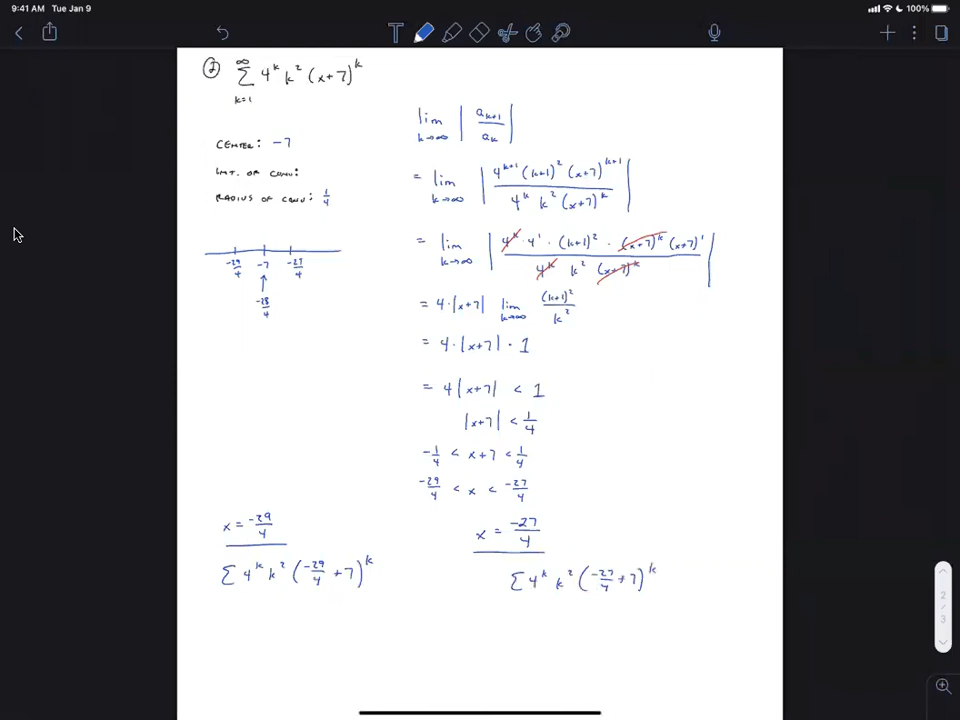 9:41 AM Tue Jan 9
100%
② ∞ ∑ k=1 4^k k^2 (x+7)^k
CENTER: -7
INT. OF CONV:
RADIUS OF CONV: 1/4
-29/4 -7 -27/4
-28/4
lim k→∞ | a_{k+1} / a_k |
= lim k→∞ | 4^{k+1} (k+1)^2 (x+7)^{k+1} / 4^k k^2 (x+7)^k |
= lim k→∞ | 4^k · 4^1 · (k+1)^2 · (x+7)^k (x+7)^1 / 4^k k^2 (x+7)^k |
= 4·|x+7| lim k→∞ (k+1)^2 / k^2
= 4·|x+7| · 1
= 4|x+7| < 1
|x+7| < 1/4
-1/4 < x+7 < 1/4
-29/4 < x < -27/4
x = -29/4
∑ 4^k k^2 (-29/4 + 7)^k
x = -27/4
∑ 4^k k^2 (-27/4 + 7)^k
2 / 3